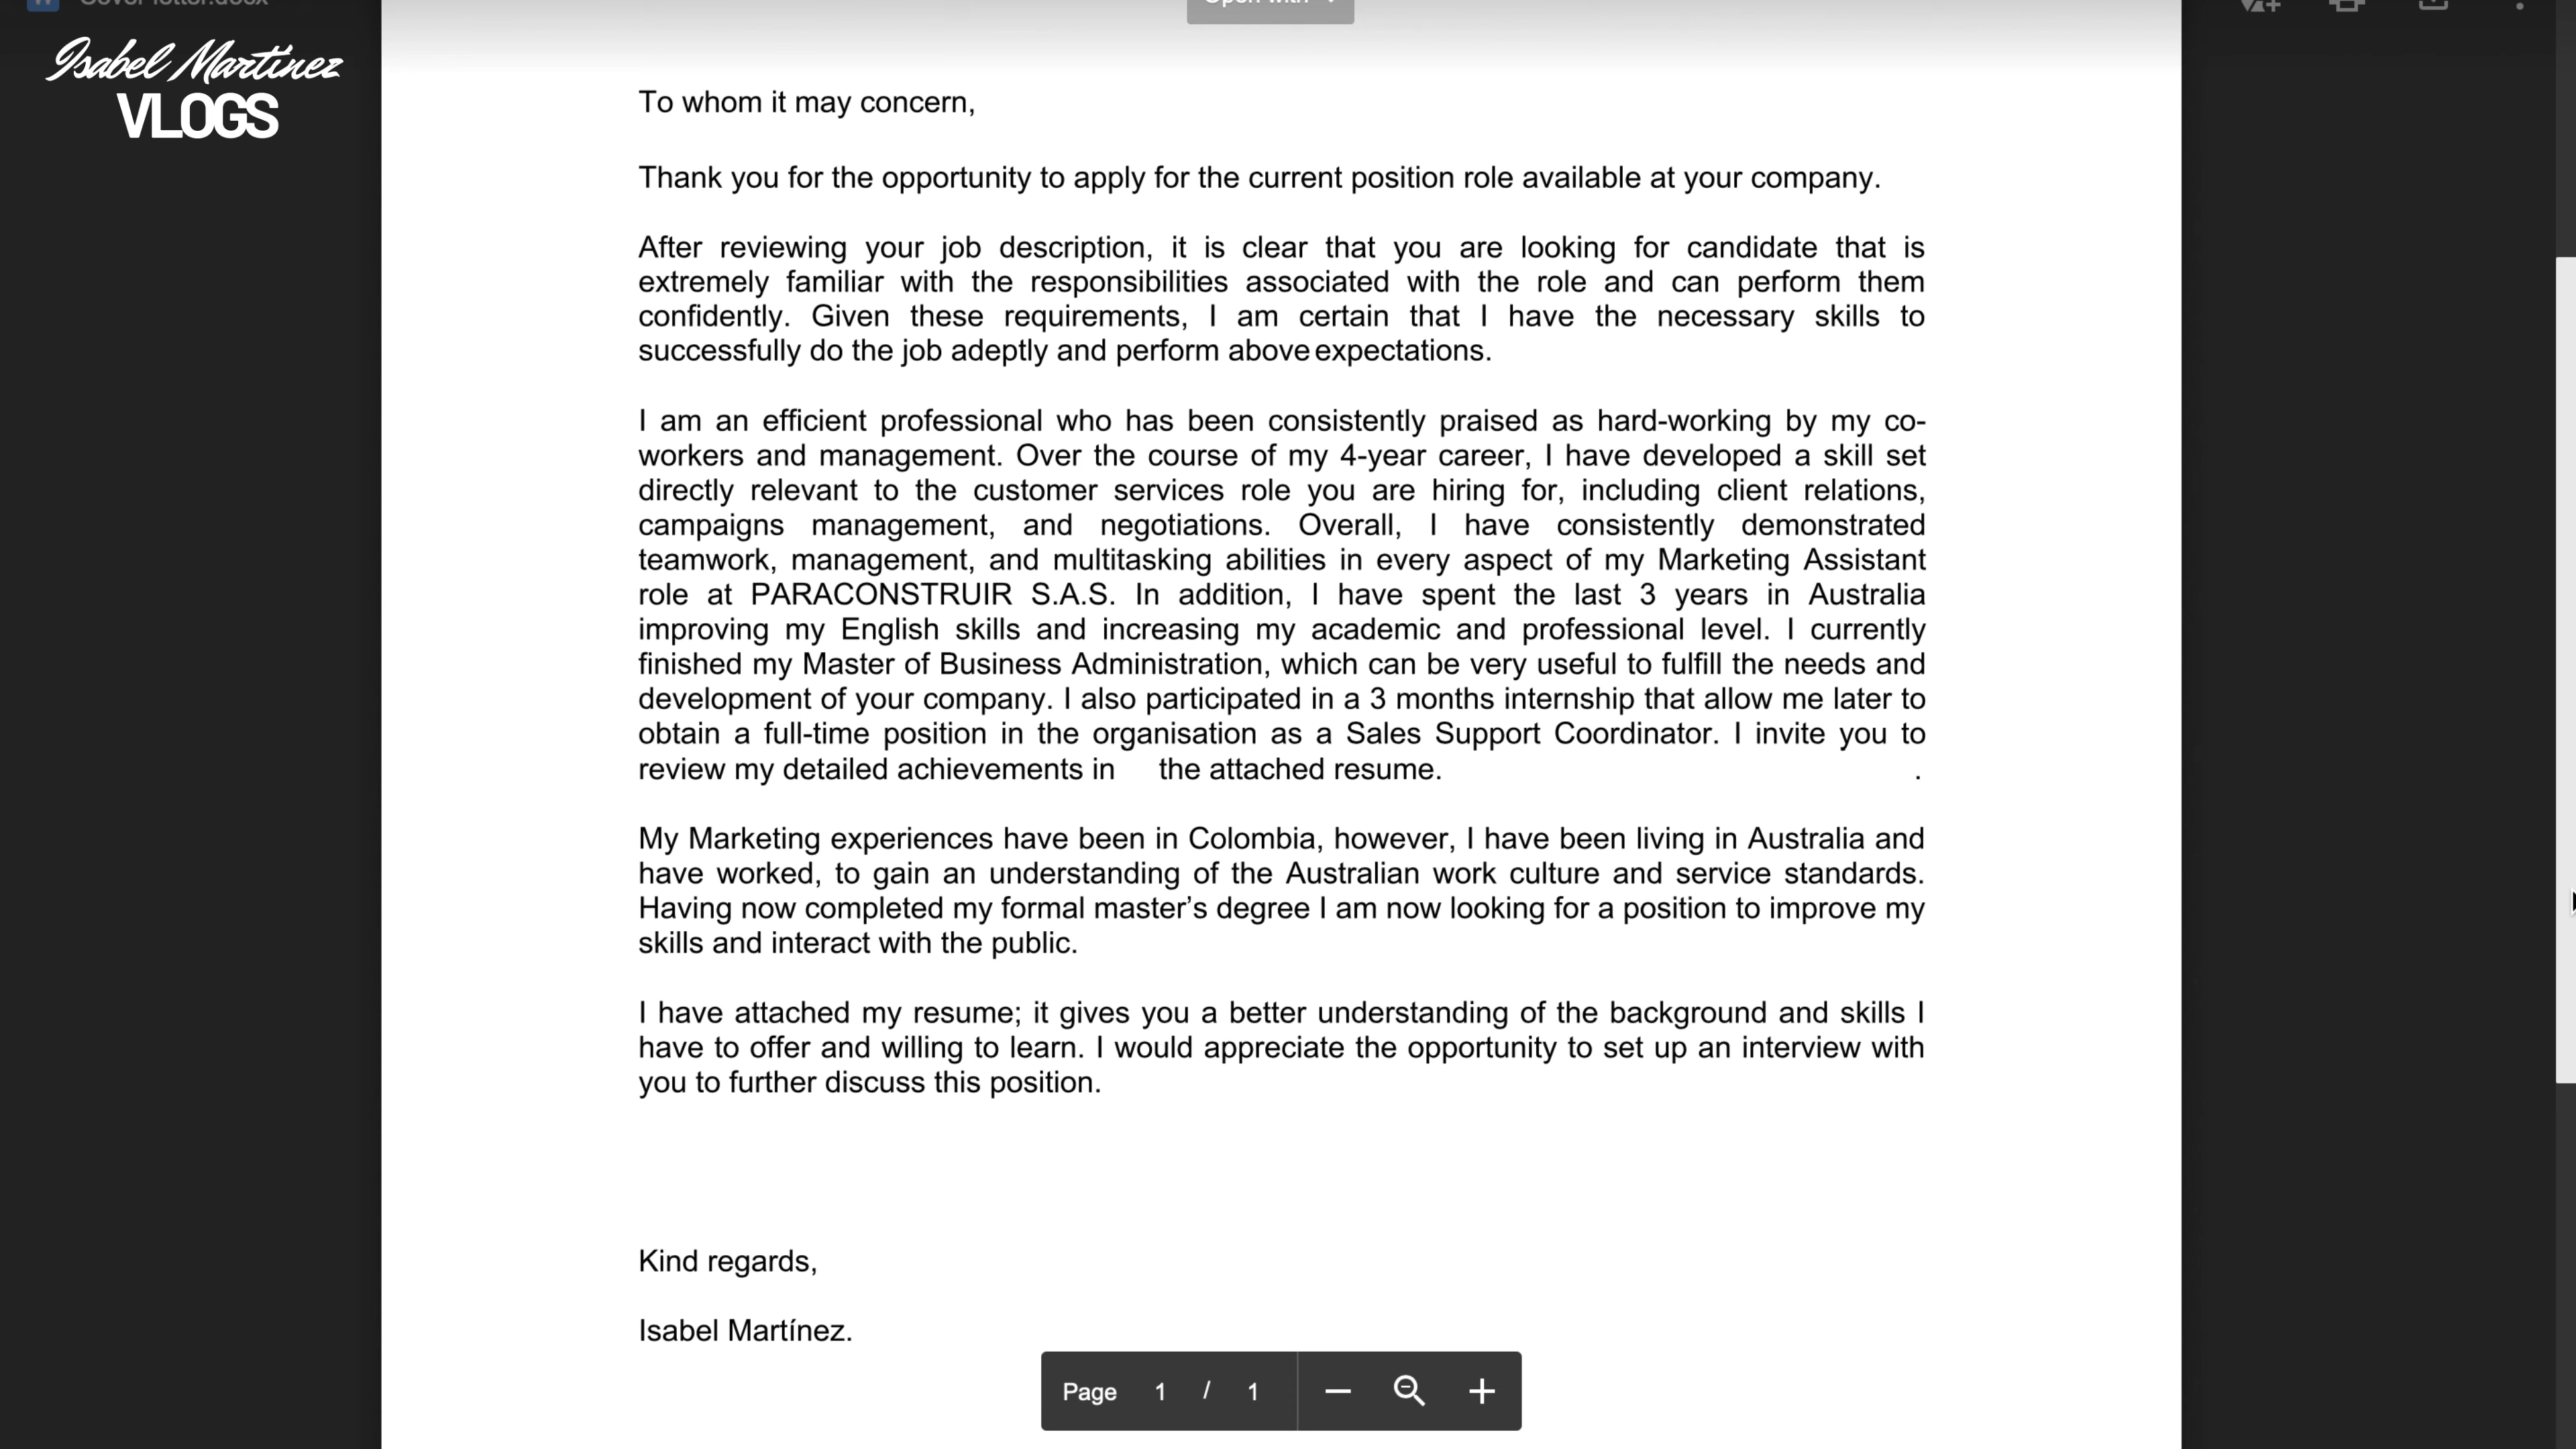 Isabel Martinez
VLOGS
To whom it may concern,
Thank you for the opportunity to apply for the current position role available at your company.
After reviewing your job description, it is clear that you are looking for candidate that is
extremely familiar with the responsibilities associated with the role and can perform them
confidently. Given these requirements, I am certain that I have the necessary skills to
successfully do the job adeptly and perform above expectations.
I am an efficient professional who has been consistently praised as hard-working by my co-
workers and management. Over the course of my 4-year career, I have developed a skill set
directly relevant to the customer services role you are hiring for, including client relations,
campaigns management, and negotiations. Overall, I have consistently demonstrated
teamwork, management, and multitasking abilities in every aspect of my Marketing Assistant
role at PARACONSTRUIR S.A.S. In addition, I have spent the last 3 years in Australia
improving my English skills and increasing my academic and professional level. I currently
finished my Master of Business Administration, which can be very useful to fulfill the needs and
development of your company. I also participated in a 3 months internship that allow me later to
obtain a full-time position in the organisation as a Sales Support Coordinator. I invite you to
review my detailed achievements in the attached resume. .
My Marketing experiences have been in Colombia, however, I have been living in Australia and
have worked, to gain an understanding of the Australian work culture and service standards.
Having now completed my formal master’s degree I am now looking for a position to improve my
skills and interact with the public.
I have attached my resume; it gives you a better understanding of the background and skills I
have to offer and willing to learn. I would appreciate the opportunity to set up an interview with
you to further discuss this position.
Kind regards,
Isabel Martínez.
Page 1 / 1